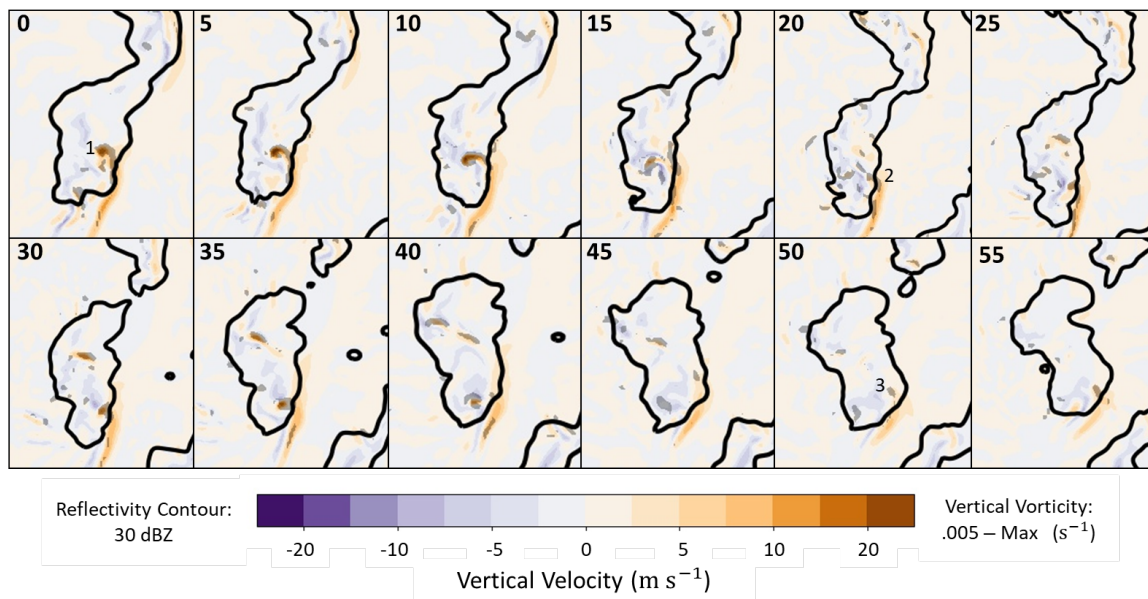 0 5 10 15 20 25
1
2
30 35 40 45 50 55
3
Reflectivity Contour:
30 dBZ
-20 -10 -5 0 5 10 20
Vertical Velocity (m s⁻¹)
Vertical Vorticity:
.005 – Max (s⁻¹)